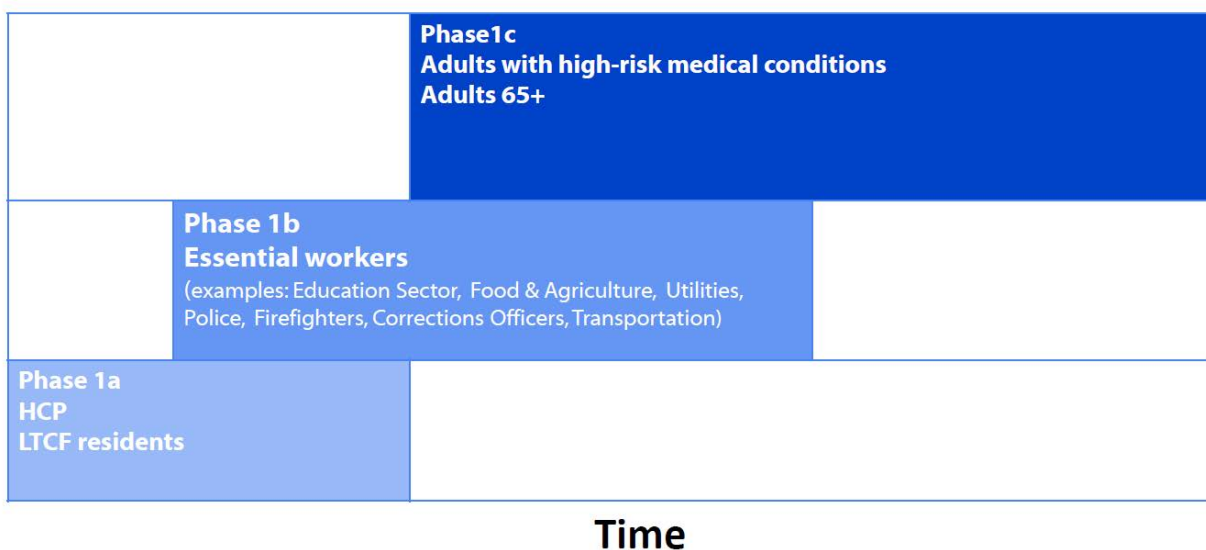 Phase1c
Adults with high-risk medical conditions
Adults 65+
Phase 1b
Essential workers
(examples: Education Sector, Food & Agriculture, Utilities,
Police, Firefighters, Corrections Officers, Transportation)
Phase 1a
HCP
LTCF residents
Time